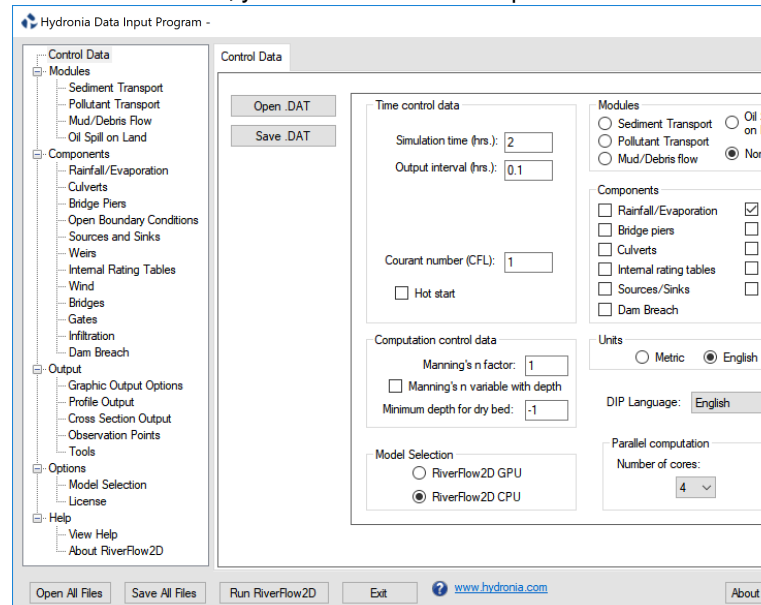 Hydronia Data Input Program -
Control Data
Modules
Sediment Transport
Pollutant Transport
Mud/Debris Flow
Oil Spill on Land
Components
Rainfall/Evaporation
Culverts
Bridge Piers
Open Boundary Conditions
Sources and Sinks
Weirs
Internal Rating Tables
Wind
Bridges
Gates
Infiltration
Dam Breach
Output
Graphic Output Options
Profile Output
Cross Section Output
Observation Points
Tools
Options
Model Selection
License
Help
View Help
About RiverFlow2D
Control Data
Open .DAT
Save .DAT
Time control data
Simulation time (hrs.): 2
Output interval (hrs.): 0.1
Courant number (CFL): 1
Hot start
Computation control data
Manning's n factor: 1
Manning's n variable with depth
Minimum depth for dry bed: -1
Model Selection
RiverFlow2D GPU
RiverFlow2D CPU
Modules
Sediment Transport
Pollutant Transport
Mud/Debris flow
Oil
on
Components
Rainfall/Evaporation
Bridge piers
Culverts
Internal rating tables
Sources/Sinks
Dam Breach
Units
Metric English
DIP Language: English
Parallel computation
Number of cores:
4
Open All Files Save All Files Run RiverFlow2D Exit www.hydronia.com About